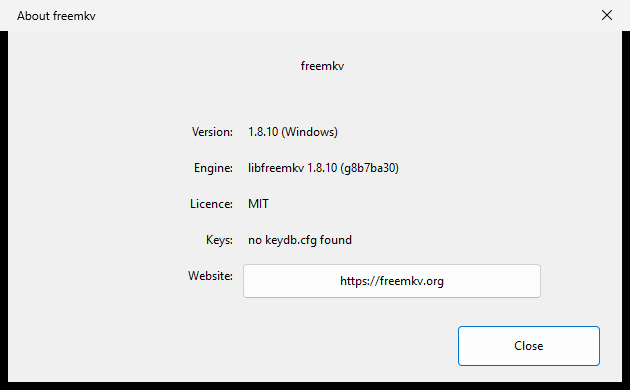 About freemkv
freemkv
Version: 1.8.10 (Windows)
Engine: libfreemkv 1.8.10 (g8b7ba30)
Licence: MIT
Keys: no keydb.cfg found
Website: https://freemkv.org
Close